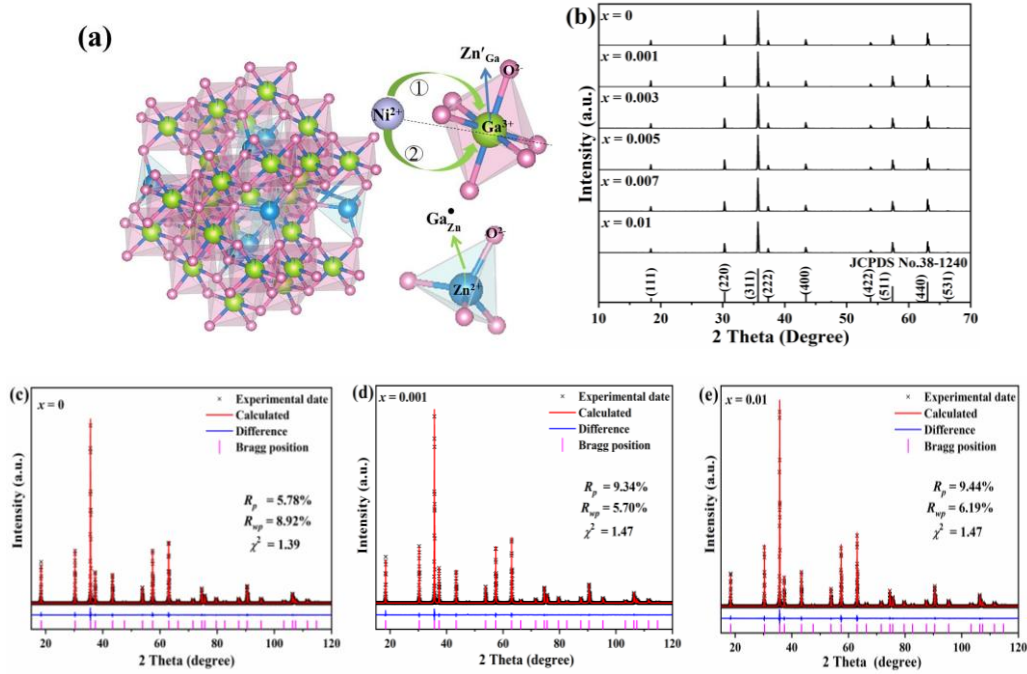 (a)
Zn′Ga
O²⁻
①
Ni²⁺
Ga³⁺
②
Ga•Zn
O²⁻
Zn²⁺
(b)
x = 0
x = 0.001
x = 0.003
x = 0.005
x = 0.007
x = 0.01
JCPDS No.38-1240
(111)
(220)
(311)
(222)
(400)
(422)
(511)
(440)
(531)
10 20 30 40 50 60 70
2 Theta (Degree)
Intensity (a.u.)
(c)
x = 0
Experimental date
Calculated
Difference
Bragg position
Rp = 5.78%
Rwp = 8.92%
χ² = 1.39
Intensity (a.u.)
20 40 60 80 100 120
2 Theta (degree)
(d)
x = 0.001
Experimental date
Calculated
Difference
Bragg position
Rp = 9.34%
Rwp = 5.70%
χ² = 1.47
Intensity (a.u.)
20 40 60 80 100 120
2 Theta (degree)
(e)
x = 0.01
Experimental date
Calculated
Difference
Bragg position
Rp = 9.44%
Rwp = 6.19%
χ² = 1.47
Intensity (a.u.)
20 40 60 80 100 120
2 Theta (degree)